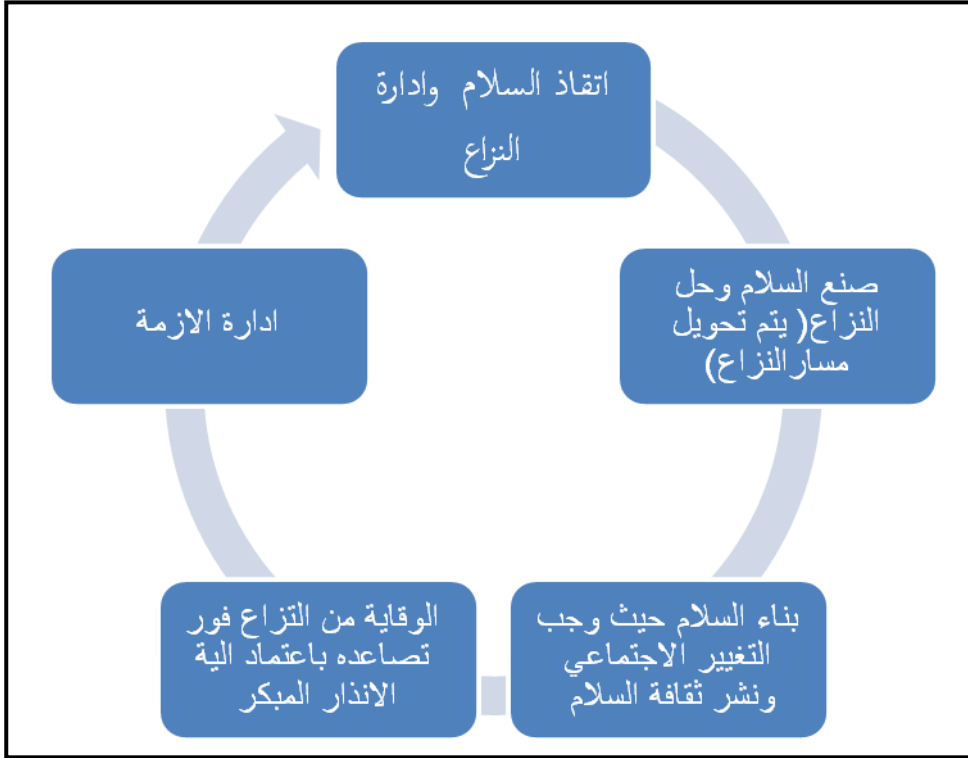 اتقاذ السلام وادارة
النزاع
صنع السلام وحل
النزاع( يتم تحويل
مسارالنزاع)
بناء السلام حيث وجب
التغيير الاجتماعي
ونشر ثقافة السلام
الوقاية من التزاع فور
تصاعده باعتماد الية
الانذار المبكر
ادارة الازمة